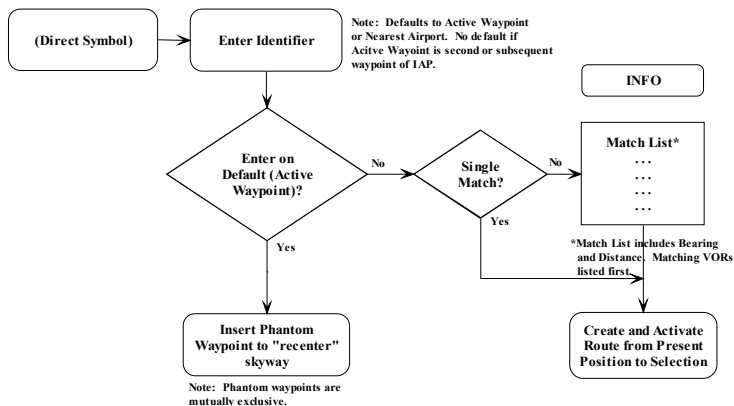 (Direct Symbol)
Enter Identifier
Note: Defaults to Active Waypoint
or Nearest Airport. No default if
Acitve Wayoint is second or subsequent
waypoint of IAP.
INFO
Enter on
Default (Active
Waypoint)?
No
Single
Match?
No
Match List*
. . .
. . .
. . .
. . .
Yes
Yes
*Match List includes Bearing
and Distance. Matching VORs
listed first.
Insert Phantom
Waypoint to "recenter"
skyway
Create and Activate
Route from Present
Position to Selection
Note: Phantom waypoints are
mutually exclusive.